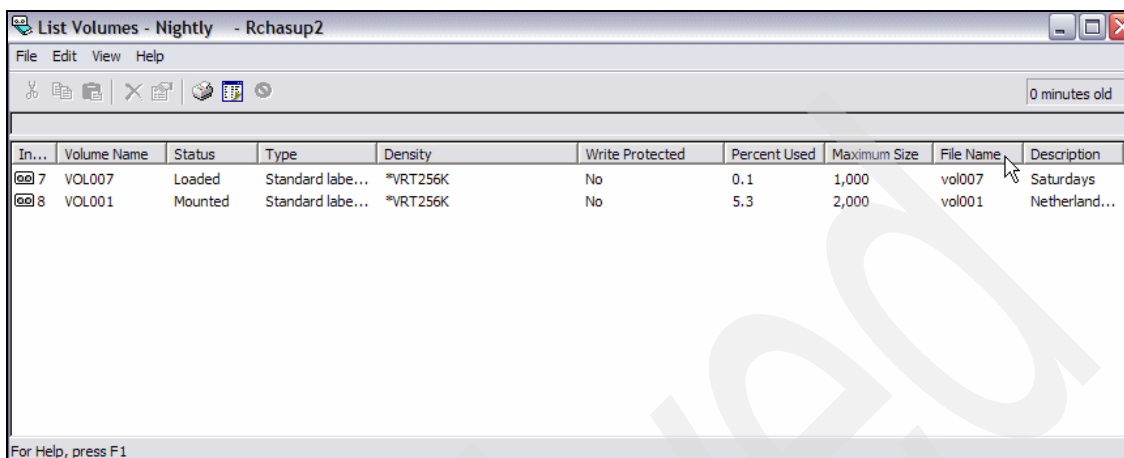 List Volumes - Nightly - Rchasup2
File Edit View Help
0 minutes old
In... Volume Name Status Type Density Write Protected Percent Used Maximum Size File Name Description
7 VOL007 Loaded Standard labe... *VRT256K No 0.1 1,000 vol007 Saturdays
8 VOL001 Mounted Standard labe... *VRT256K No 5.3 2,000 vol001 Netherland...
For Help, press F1